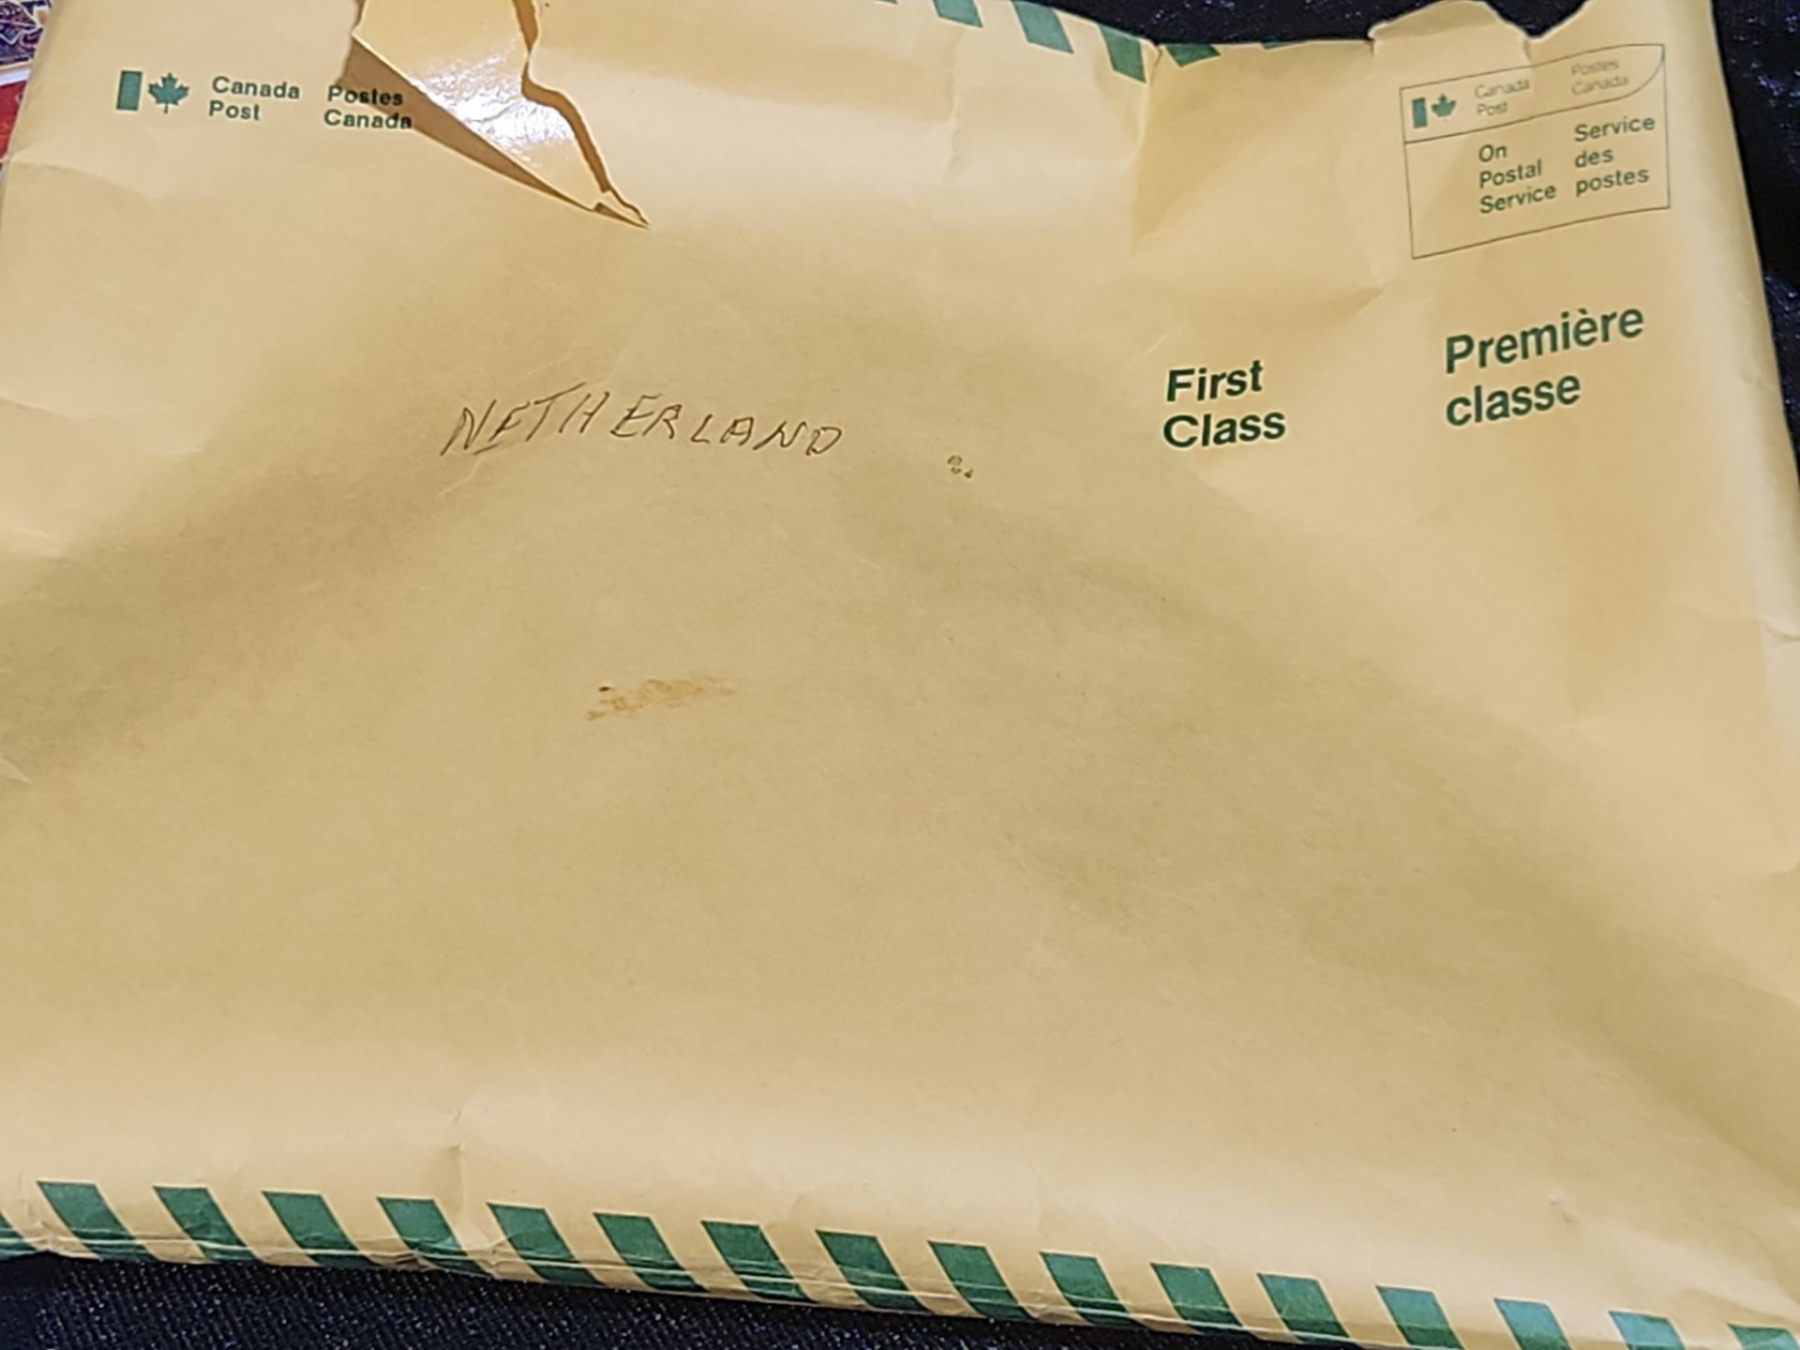 Canada Postes
Post Canada
Canada Postes
Post Canada
On Service
Postal des
Service postes
First Première
Class classe
NETHERLAND